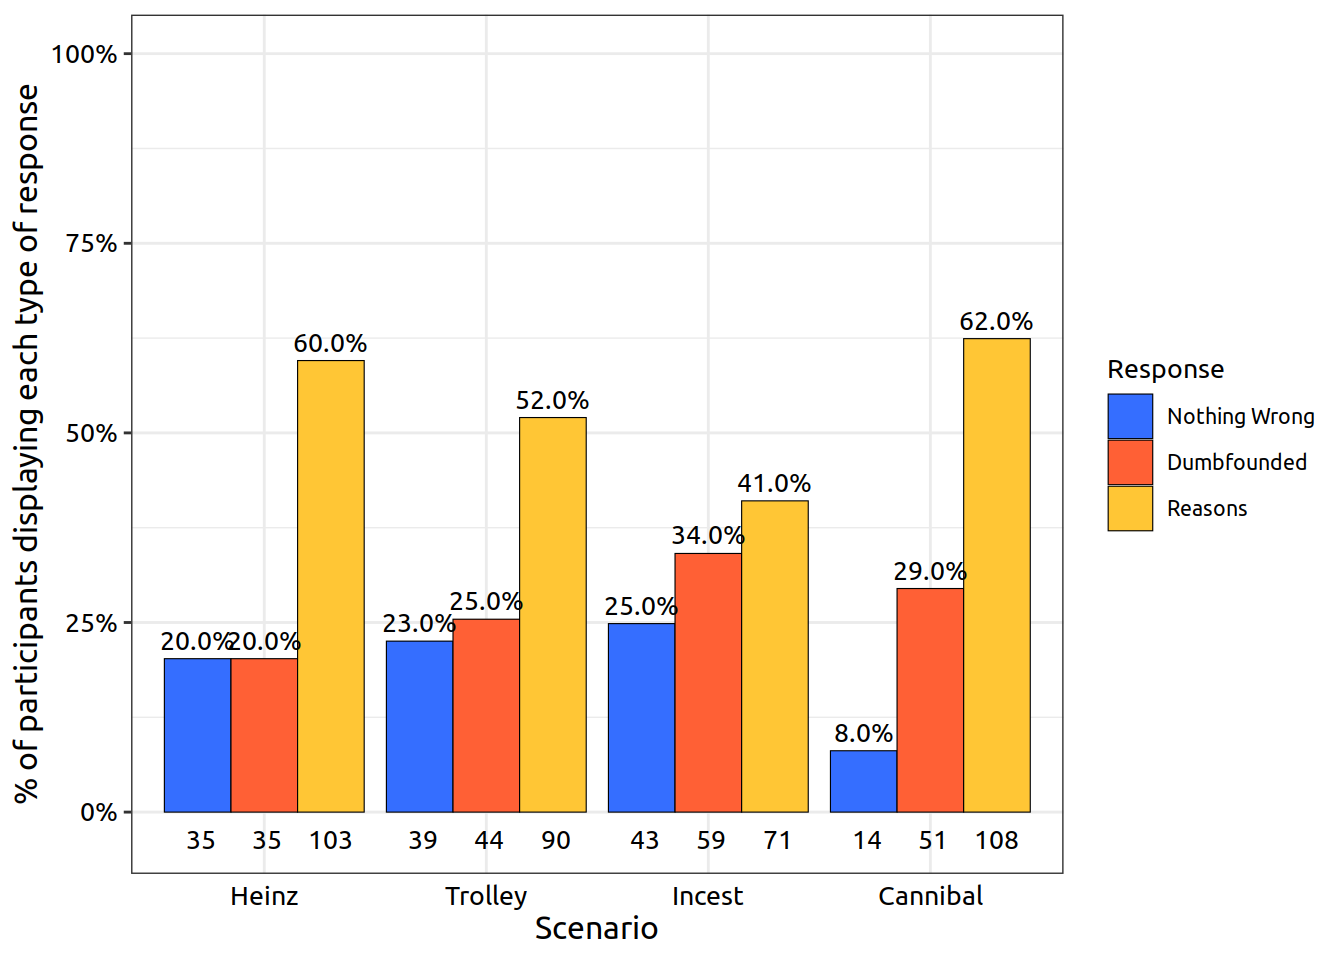 % of participants displaying each type of response
100%
75%
50%
25%
0%
20.0%
20.0%
60.0%
23.0%
25.0%
52.0%
25.0%
34.0%
41.0%
8.0%
29.0%
62.0%
35 35 103 39 44 90 43 59 71 14 51 108
Heinz Trolley Incest Cannibal
Scenario
Response
Nothing Wrong
Dumbfounded
Reasons